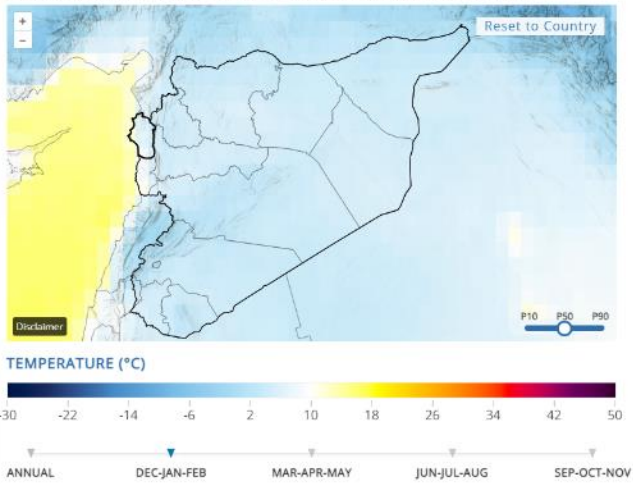 +
Reset to Country
−
P10 P50 P90
Disclaimer
TEMPERATURE (°C)
-30 -22 -14 -6 2 10 18 26 34 42 50
ANNUAL DEC-JAN-FEB MAR-APR-MAY JUN-JUL-AUG SEP-OCT-NOV